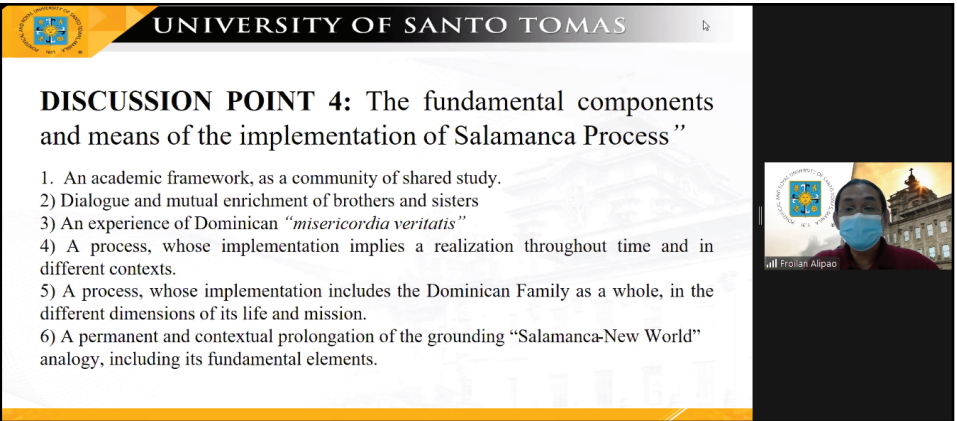 UNIVERSITY OF SANTO TOMAS
DISCUSSION POINT 4: The fundamental components
and means of the implementation of Salamanca Process”
1. An academic framework, as a community of shared study.
2) Dialogue and mutual enrichment of brothers and sisters
3) An experience of Dominican “misericordia veritatis”
4) A process, whose implementation implies a realization throughout time and in
different contexts.
5) A process, whose implementation includes the Dominican Family as a whole, in the
different dimensions of its life and mission.
6) A permanent and contextual prolongation of the grounding “Salamanca-New World”
analogy, including its fundamental elements.
Froilan Alipao